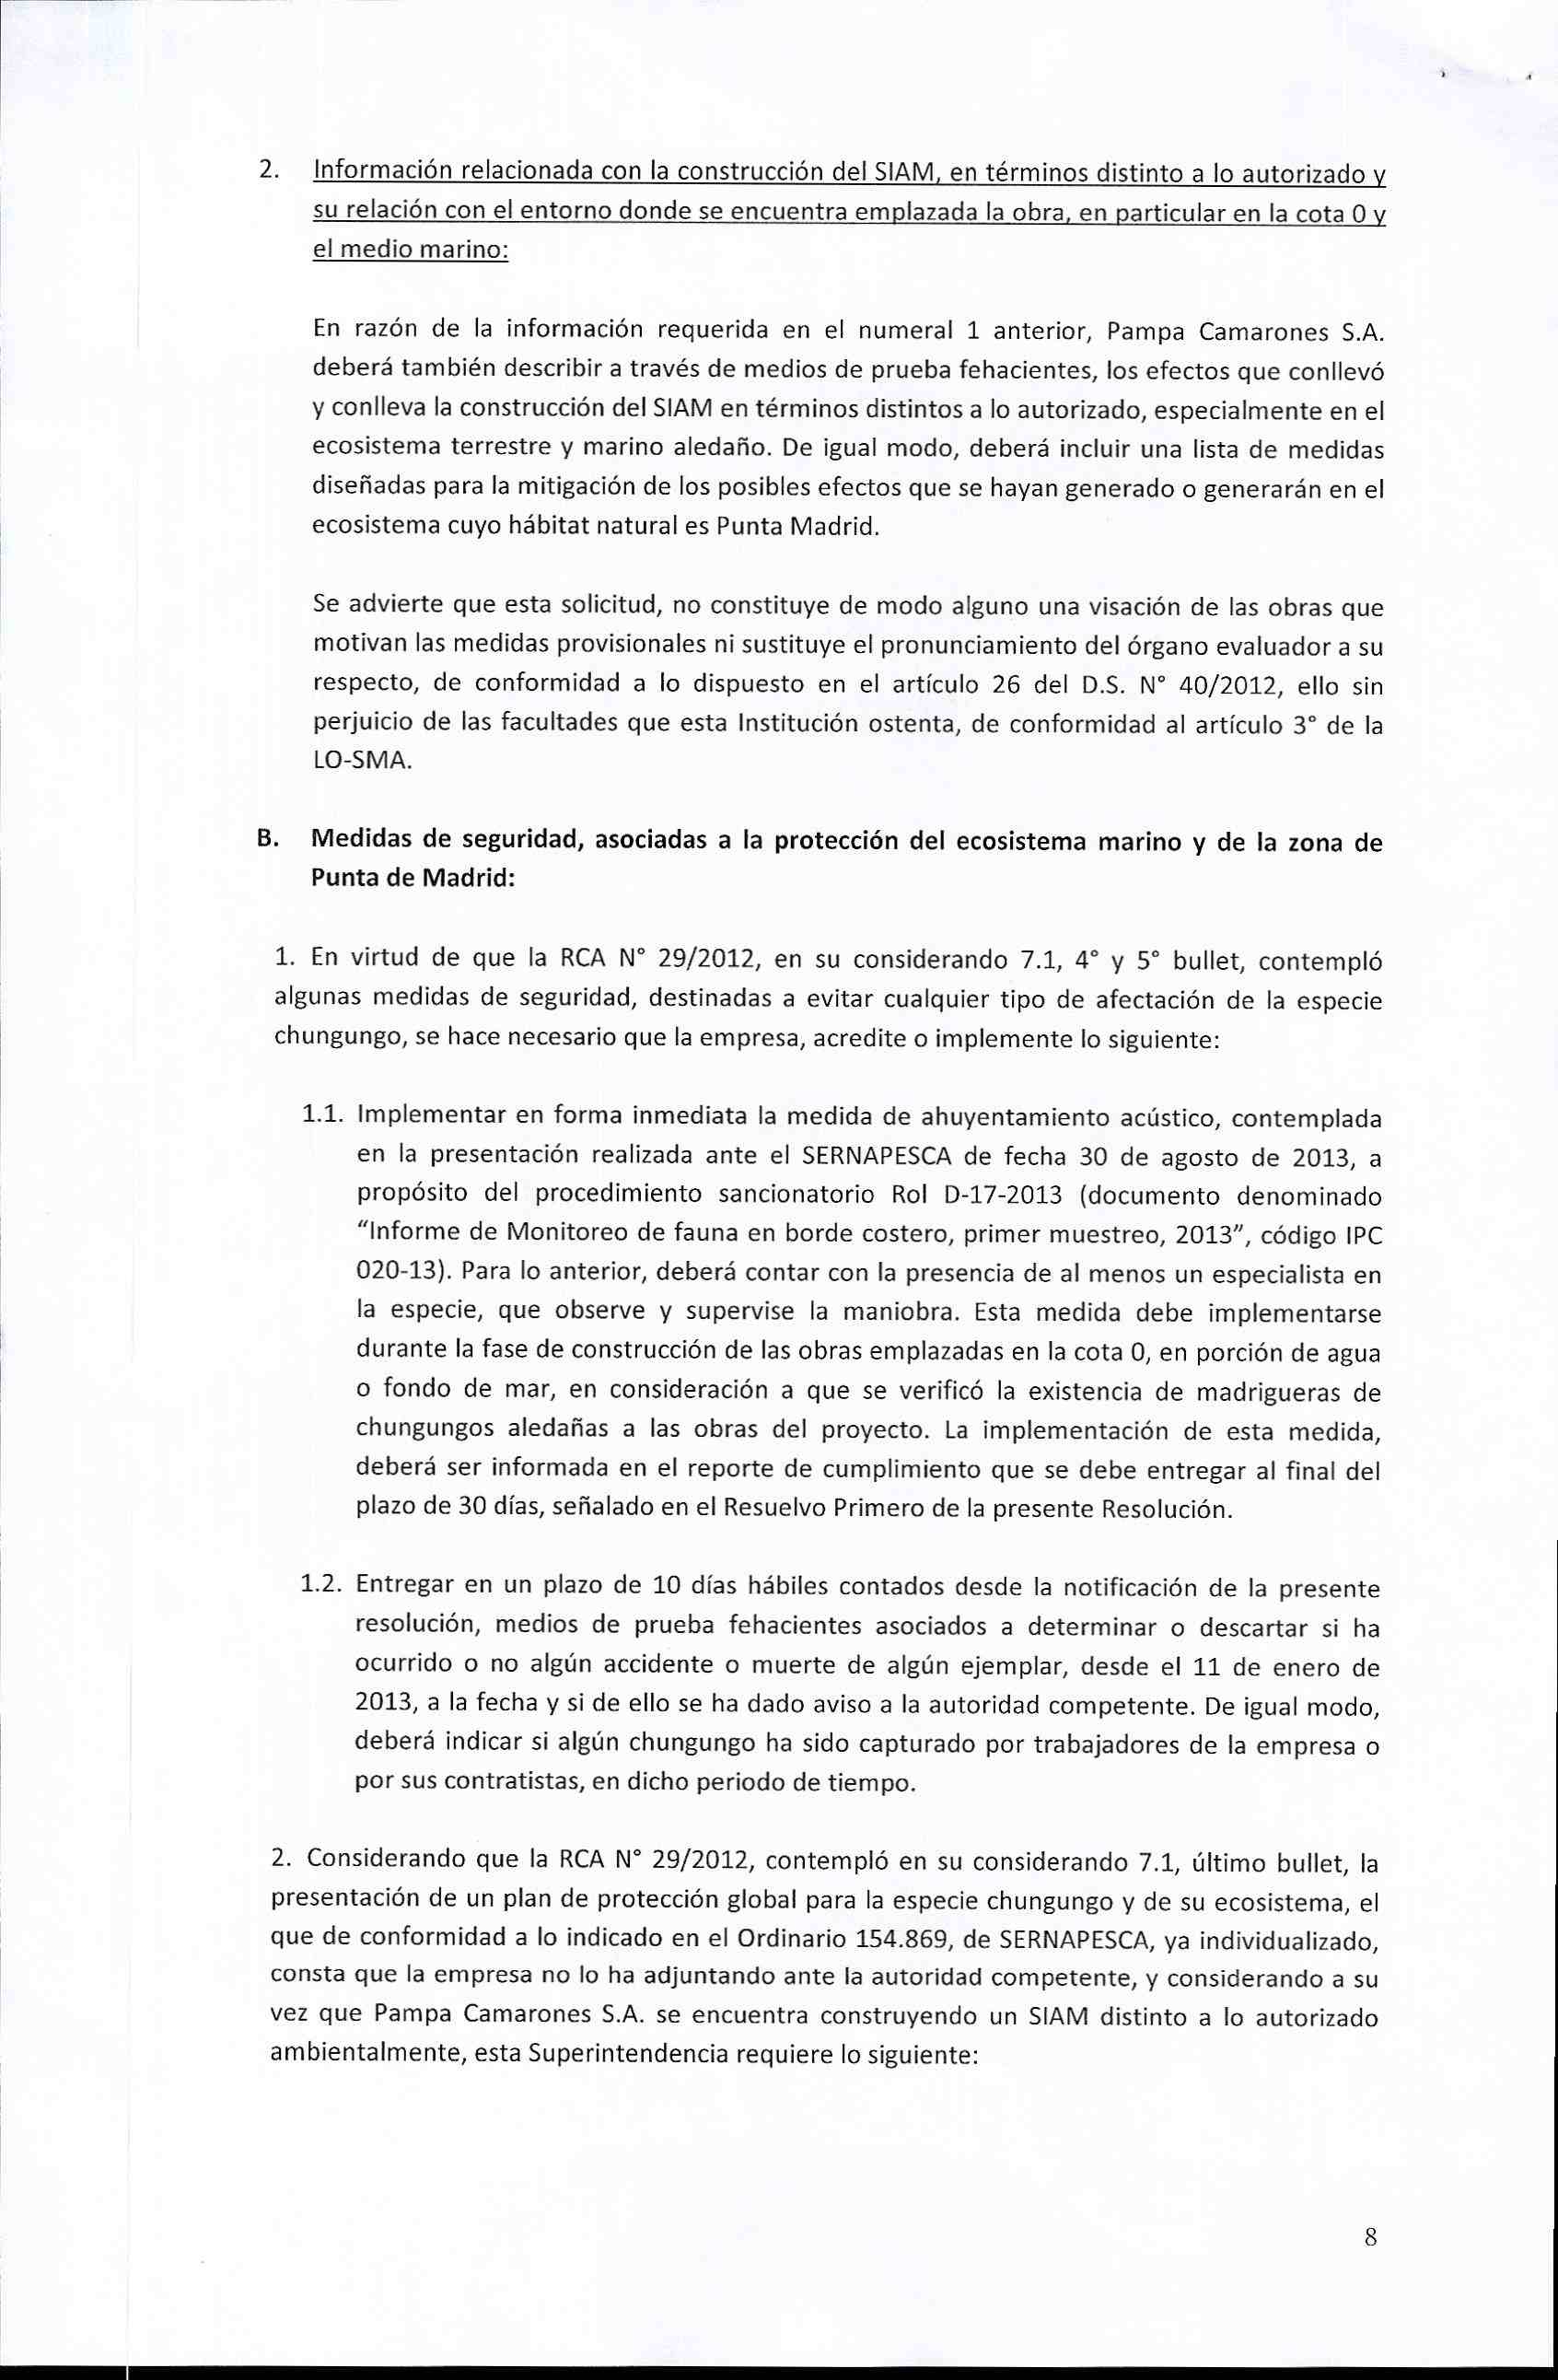 2. Información relacionada con la construcción del SIAM, en términos distinto a lo autorizado y
su relación con el entorno donde se encuentra emplazada la obra, en particular en la cota 0 y
el medio marino:
En razón de la información requerida en el numeral 1 anterior, Pampa Camarones S.A.
deberá también describir a través de medios de prueba fehacientes, los efectos que conllevó
y conlleva la construcción del SIAM en términos distintos a lo autorizado, especialmente en el
ecosistema terrestre y marino aledaño. De igual modo, deberá incluir una lista de medidas
diseñadas para la mitigación de los posibles efectos que se hayan generado o generarán en el
ecosistema cuyo hábitat natural es Punta Madrid.
Se advierte que esta solicitud, no constituye de modo alguno una visación de las obras que
motivan las medidas provisionales ni sustituye el pronunciamiento del órgano evaluador a su
respecto, de conformidad a lo dispuesto en el artículo 26 del D.S. N° 40/2012, ello sin
perjuicio de las facultades que esta Institución ostenta, de conformidad al artículo 3° de la
LO-SMA.
B. Medidas de seguridad, asociadas a la protección del ecosistema marino y de la zona de
Punta de Madrid:
1. En virtud de que la RCA N° 29/2012, en su considerando 7.1, 4° y 5° bullet, contempló
algunas medidas de seguridad, destinadas a evitar cualquier tipo de afectación de la especie
chungungo, se hace necesario que la empresa, acredite o implemente lo siguiente:
1.1. Implementar en forma inmediata la medida de ahuyentamiento acústico, contemplada
en la presentación realizada ante el SERNAPESCA de fecha 30 de agosto de 2013, a
propósito del procedimiento sancionatorio Rol D-17-2013 (documento denominado
"Informe de Monitoreo de fauna en borde costero, primer muestreo, 2013", código IPC
020-13). Para lo anterior, deberá contar con la presencia de al menos un especialista en
la especie, que observe y supervise la maniobra. Esta medida debe implementarse
durante la fase de construcción de las obras emplazadas en la cota 0, en porción de agua
o fondo de mar, en consideración a que se verificó la existencia de madrigueras de
chungungos aledañas a las obras del proyecto. La implementación de esta medida,
deberá ser informada en el reporte de cumplimiento que se debe entregar al final del
plazo de 30 días, señalado en el Resuelvo Primero de la presente Resolución.
1.2. Entregar en un plazo de 10 días hábiles contados desde la notificación de la presente
resolución, medios de prueba fehacientes asociados a determinar o descartar si ha
ocurrido o no algún accidente o muerte de algún ejemplar, desde el 11 de enero de
2013, a la fecha y si de ello se ha dado aviso a la autoridad competente. De igual modo,
deberá indicar si algún chungungo ha sido capturado por trabajadores de la empresa o
por sus contratistas, en dicho periodo de tiempo.
2. Considerando que la RCA N° 29/2012, contempló en su considerando 7.1, último bullet, la
presentación de un plan de protección global para la especie chungungo y de su ecosistema, el
que de conformidad a lo indicado en el Ordinario 154.869, de SERNAPESCA, ya individualizado,
consta que la empresa no lo ha adjuntando ante la autoridad competente, y considerando a su
vez que Pampa Camarones S.A. se encuentra construyendo un SIAM distinto a lo autorizado
ambientalmente, esta Superintendencia requiere lo siguiente:
8